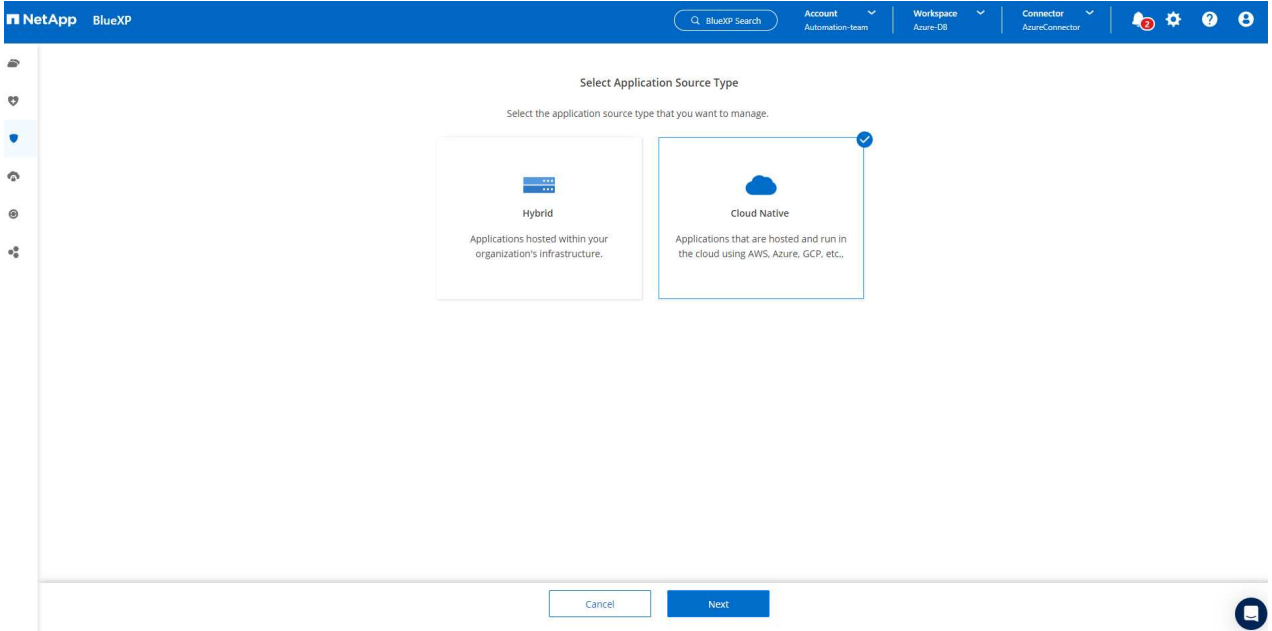 NetApp BlueXP
BlueXP Search
Account
Automation-team
Workspace
Azure-DB
Connector
AzureConnector
2
Select Application Source Type
Select the application source type that you want to manage.
Hybrid
Applications hosted within your
organization's infrastructure.
Cloud Native
Applications that are hosted and run in
the cloud using AWS, Azure, GCP, etc.,
Cancel
Next